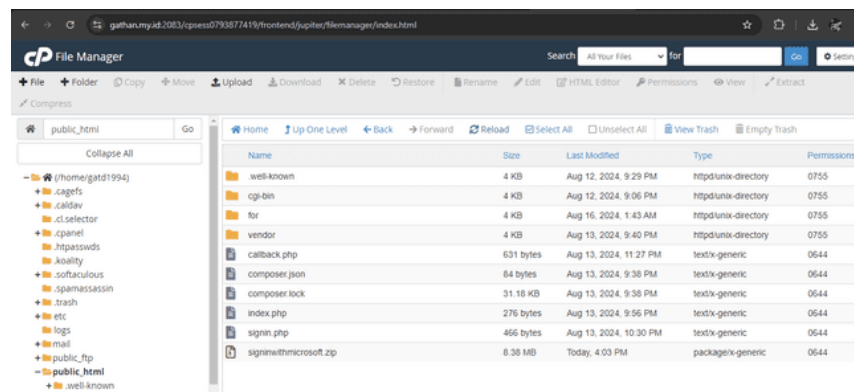 gathan.my.id:2083/cpsess0793877419/frontend/jupiter/filemanager/index.html
cP File Manager
Search All Your Files for Go Settin
File Folder Copy Move Upload Download Delete Restore Rename Edit HTML Editor Permissions View Extract
Compress
public_html Go Home Up One Level Back Forward Reload Select All Unselect All View Trash Empty Trash
Collapse All
(/home/gatd1994)
.cagefs
.caldav
.cl.selector
.cpanel
.htpasswds
.koality
.softaculous
.spamassassin
.trash
etc
logs
mail
public_ftp
public_html
.well-known
Name Size Last Modified Type Permissions
.well-known 4 KB Aug 12, 2024, 9:29 PM httpd/unix-directory 0755
cgi-bin 4 KB Aug 12, 2024, 9:06 PM httpd/unix-directory 0755
for 4 KB Aug 16, 2024, 1:43 AM httpd/unix-directory 0755
vendor 4 KB Aug 13, 2024, 9:40 PM httpd/unix-directory 0755
callback.php 631 bytes Aug 13, 2024, 11:27 PM text/x-generic 0644
composer.json 84 bytes Aug 13, 2024, 9:38 PM text/x-generic 0644
composer.lock 31.18 KB Aug 13, 2024, 9:38 PM text/x-generic 0644
index.php 276 bytes Aug 13, 2024, 9:56 PM text/x-generic 0644
signin.php 466 bytes Aug 13, 2024, 10:30 PM text/x-generic 0644
signinwithmicrosoft.zip 8.38 MB Today, 4:03 PM package/x-generic 0644